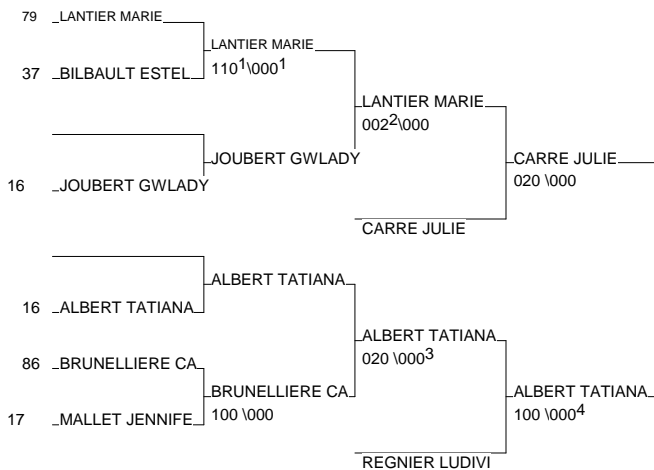 79 LANTIER MARIE
LANTIER MARIE
110¹\000¹
37 BILBAULT ESTEL
LANTIER MARIE
002²\000
JOUBERT GWLADY
16 JOUBERT GWLADY
CARRE JULIE
020 \000
CARRE JULIE
ALBERT TATIANA
16 ALBERT TATIANA
ALBERT TATIANA
020 \000³
86 BRUNELLIERE CA
BRUNELLIERE CA
100 \000
17 MALLET JENNIFE
ALBERT TATIANA
100 \000⁴
REGNIER LUDIVI